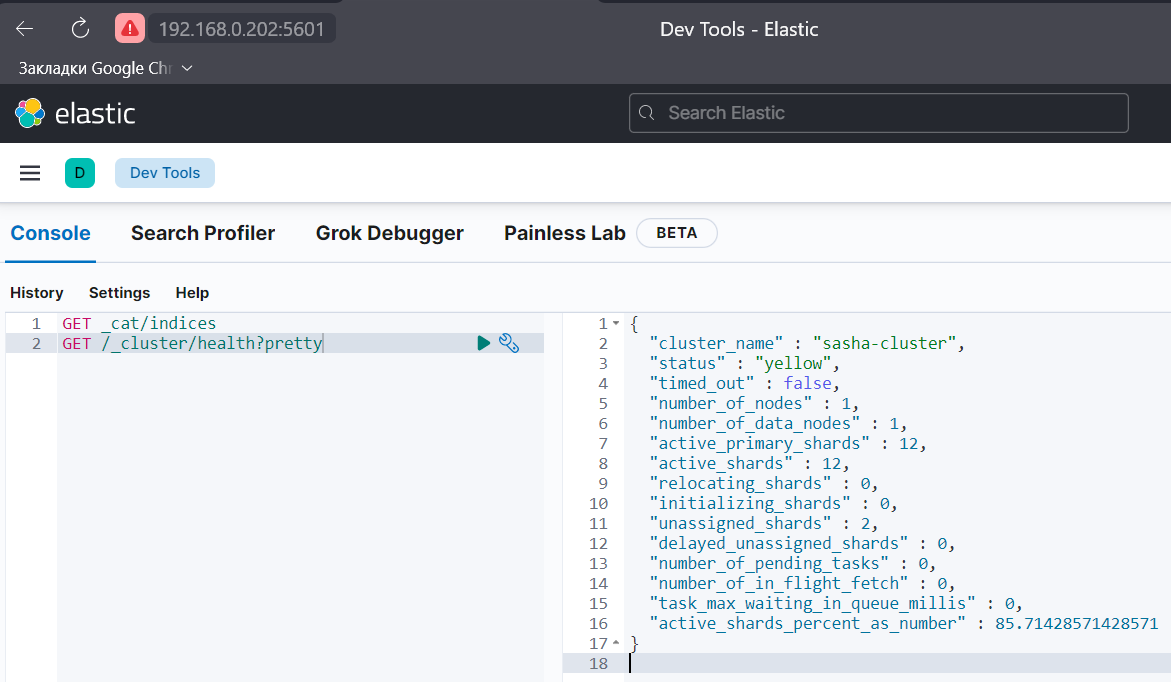 192.168.0.202:5601
Dev Tools - Elastic
Закладки Google Chr
elastic
Search Elastic
D
Dev Tools
Console Search Profiler Grok Debugger Painless Lab BETA
History Settings Help
1 GET _cat/indices
2 GET /_cluster/health?pretty
1 {
2 "cluster_name" : "sasha-cluster",
3 "status" : "yellow",
4 "timed_out" : false,
5 "number_of_nodes" : 1,
6 "number_of_data_nodes" : 1,
7 "active_primary_shards" : 12,
8 "active_shards" : 12,
9 "relocating_shards" : 0,
10 "initializing_shards" : 0,
11 "unassigned_shards" : 2,
12 "delayed_unassigned_shards" : 0,
13 "number_of_pending_tasks" : 0,
14 "number_of_in_flight_fetch" : 0,
15 "task_max_waiting_in_queue_millis" : 0,
16 "active_shards_percent_as_number" : 85.71428571428571
17 }
18